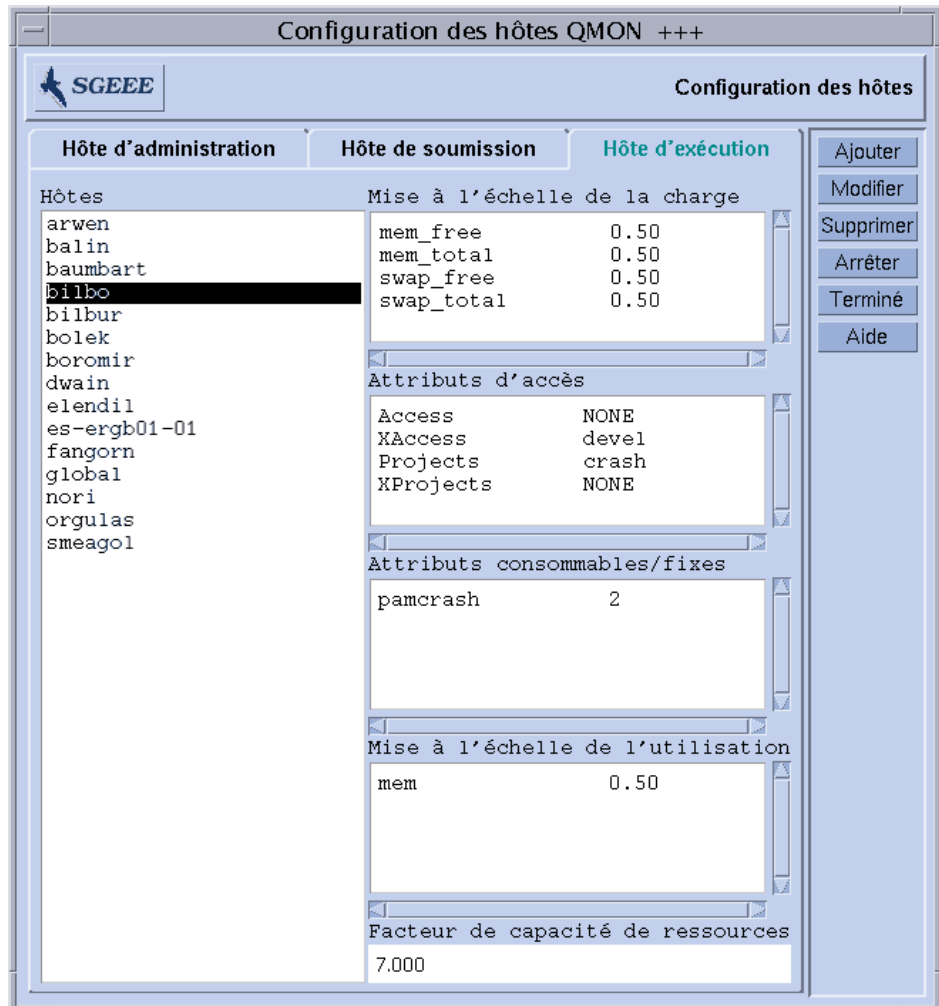 Configuration des hôtes QMON +++
SGEEE
Configuration des hôtes
Hôte d'administration
Hôte de soumission
Hôte d'exécution
Hôtes
arwen
balin
baumbart
bilbo
bilbur
bolek
boromir
dwain
elendil
es-ergb01-01
fangorn
global
nori
orgulas
smeagol
Mise à l'échelle de la charge
mem_free 0.50
mem_total 0.50
swap_free 0.50
swap_total 0.50
Attributs d'accès
Access NONE
XAccess devel
Projects crash
XProjects NONE
Attributs consommables/fixes
pamcrash 2
Mise à l'échelle de l'utilisation
mem 0.50
Facteur de capacité de ressources
7.000
Ajouter
Modifier
Supprimer
Arrêter
Terminé
Aide